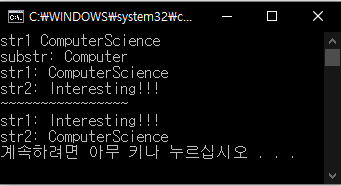 C:₩WINDOWS₩system32₩c...
str1 ComputerScience
substr: Computer
str1: ComputerScience
str2: Interesting!!!
~~~~~~~~~~~~~~~~
str1: Interesting!!!
str2: ComputerScience
계속하려면 아무 키나 누르십시오 . . .